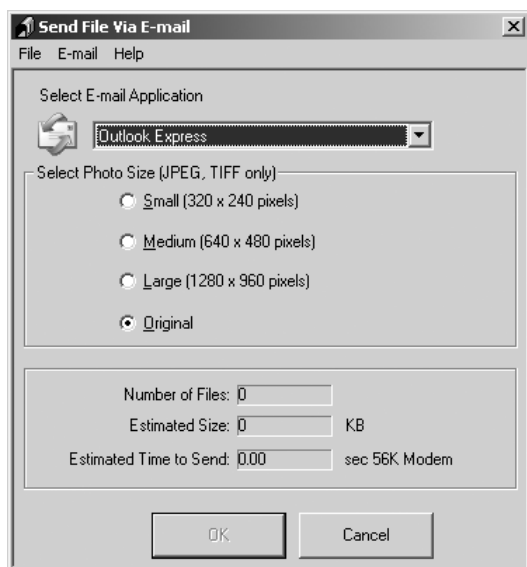 Send File Via E-mail
File E-mail Help
Select E-mail Application
Outlook Express
Select Photo Size (JPEG, TIFF only)
Small (320 x 240 pixels)
Medium (640 x 480 pixels)
Large (1280 x 960 pixels)
Original
Number of Files: 0
Estimated Size: 0 KB
Estimated Time to Send: 0.00 sec 56K Modem
OK Cancel